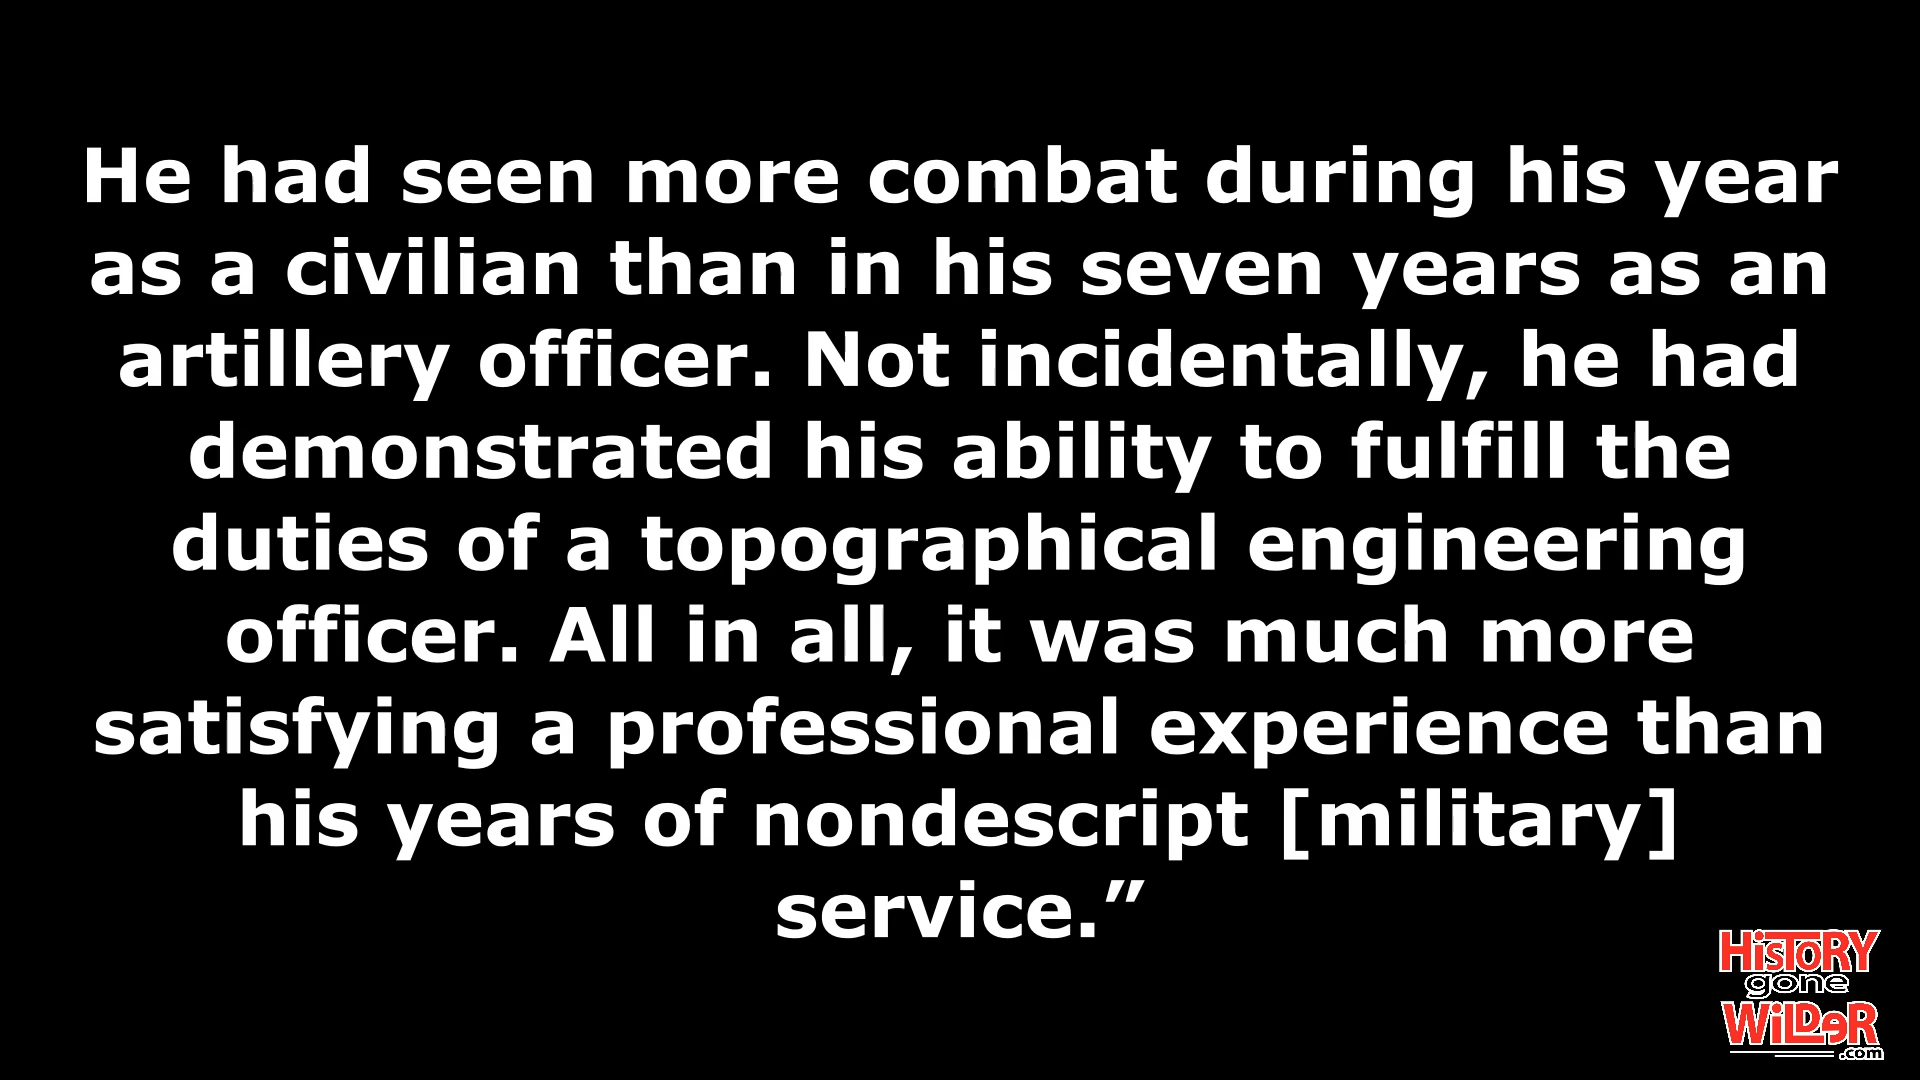 He had seen more combat during his year
as a civilian than in his seven years as an
artillery officer. Not incidentally, he had
demonstrated his ability to fulfill the
duties of a topographical engineering
officer. All in all, it was much more
satisfying a professional experience than
his years of nondescript [military]
service.”
HiSTORY
gone
WiLDeR
.com